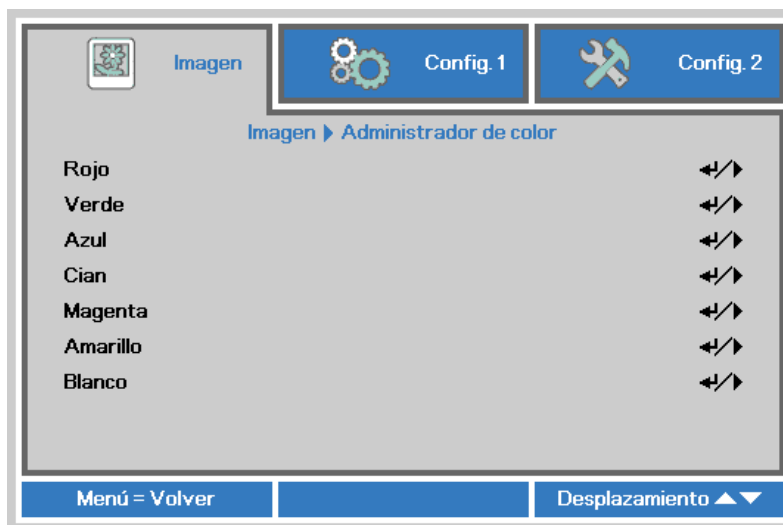 Imagen
Config. 1
Config. 2
Imagen ▶ Administrador de color
Rojo ↵/▶
Verde ↵/▶
Azul ↵/▶
Cian ↵/▶
Magenta ↵/▶
Amarillo ↵/▶
Blanco ↵/▶
Menú = Volver
Desplazamiento ▲▼